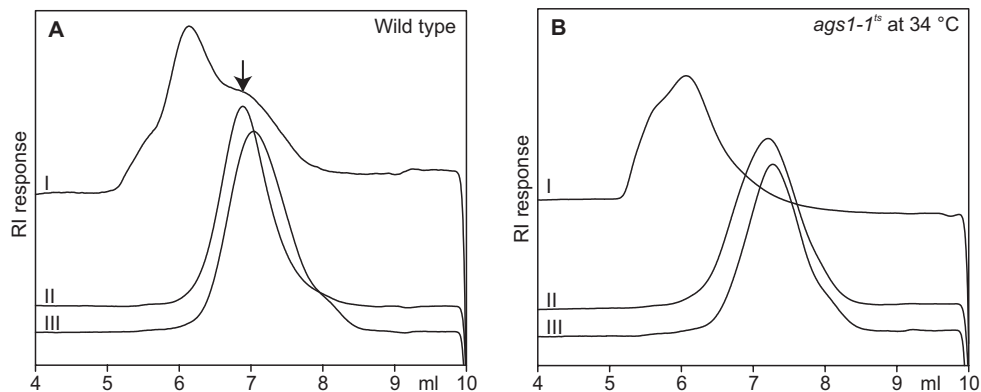 A
Wild type
RI response
I
II
III
4 5 6 7 8 9 ml 10
B
ags1-1ts at 34 °C
RI response
I
II
III
4 5 6 7 8 9 ml 10